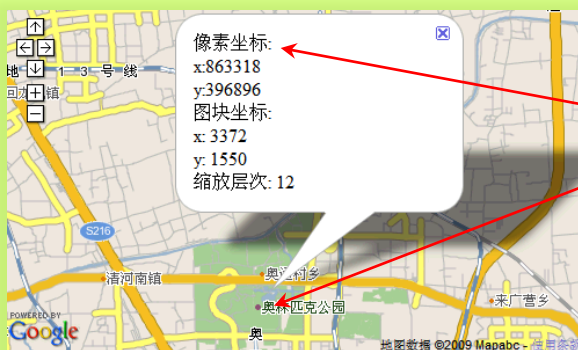 像素坐标:
x:863318
y:396896
图块坐标:
x: 3372
y: 1550
缩放层次: 12
地
13号线
回
镇
S216
清河南镇
奥运村乡
奥林匹克公园
奥
来广营乡
POWERED BY
Google
地图数据 ©2009 Mapabc -